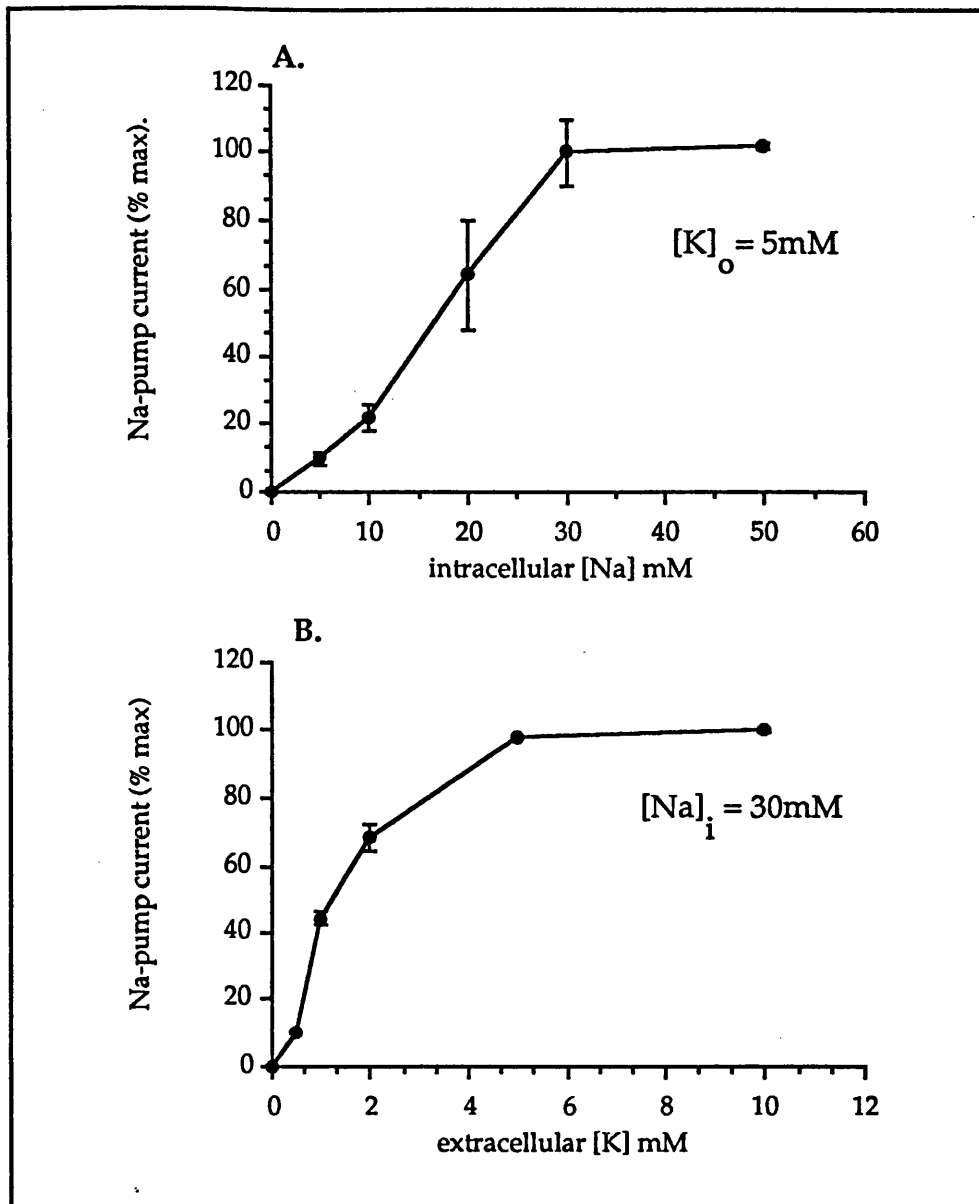 A.
120
100
80
60
40
20
0
Na-pump current (% max).
[K]o = 5mM
0 10 20 30 40 50 60
intracellular [Na] mM
B.
120
100
80
60
40
20
0
Na-pump current (% max)
[Na]i = 30mM
0 2 4 6 8 10 12
extracellular [K] mM